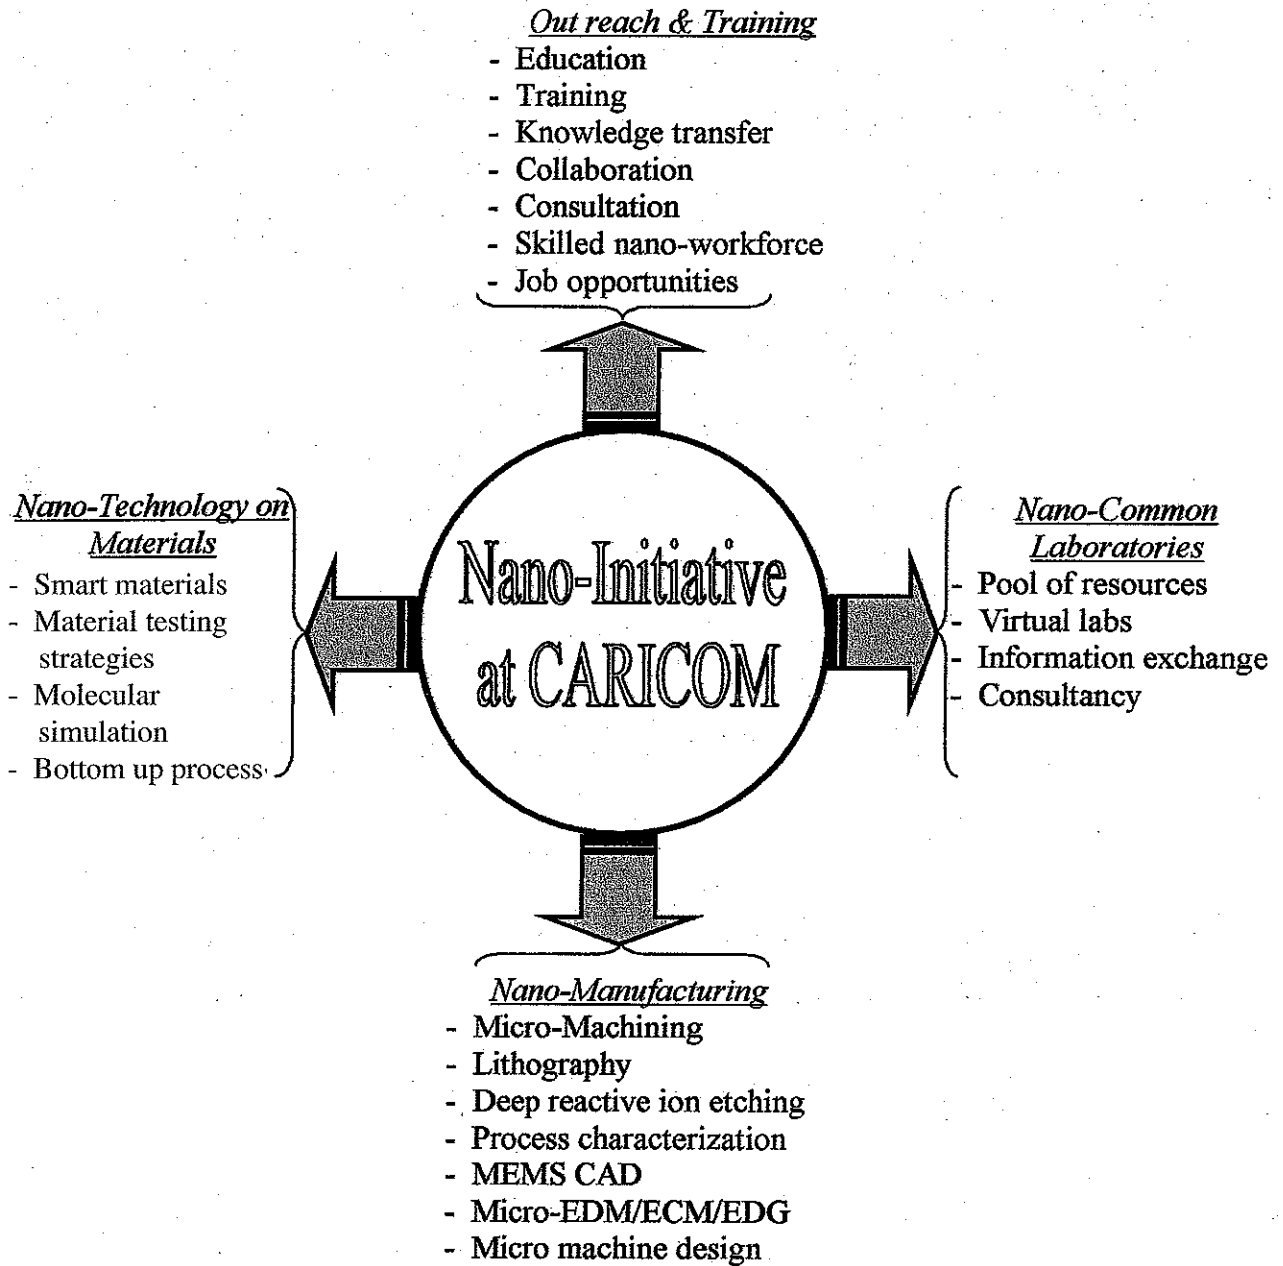 Out reach & Training
- Education
- Training
- Knowledge transfer
- Collaboration
- Consultation
- Skilled nano-workforce
- Job opportunities
Nano-Technology on
Materials
- Smart materials
- Material testing
strategies
- Molecular
simulation
- Bottom up process
Nano-Initiative
at CARICOM
Nano-Common
Laboratories
- Pool of resources
- Virtual labs
- Information exchange
- Consultancy
Nano-Manufacturing
- Micro-Machining
- Lithography
- Deep reactive ion etching
- Process characterization
- MEMS CAD
- Micro-EDM/ECM/EDG
- Micro machine design